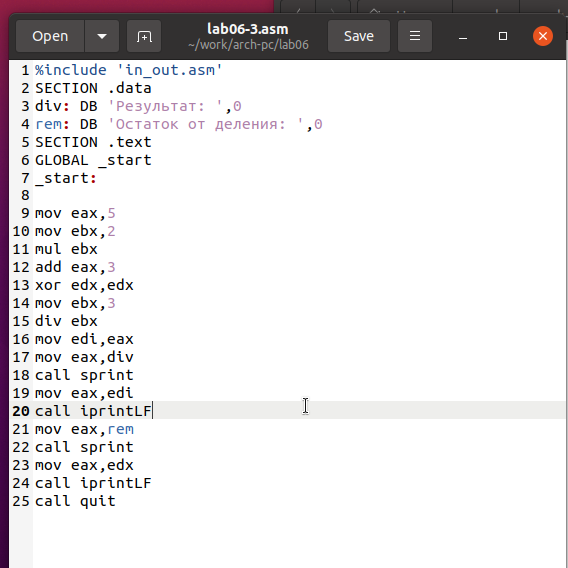 Open
lab06-3.asm
~/work/arch-pc/lab06
Save
1 %include 'in_out.asm'
2 SECTION .data
3 div: DB 'Результат: ',0
4 rem: DB 'Остаток от деления: ',0
5 SECTION .text
6 GLOBAL _start
7 _start:
8
9 mov eax,5
10 mov ebx,2
11 mul ebx
12 add eax,3
13 xor edx,edx
14 mov ebx,3
15 div ebx
16 mov edi,eax
17 mov eax,div
18 call sprint
19 mov eax,edi
20 call iprintLF
21 mov eax,rem
22 call sprint
23 mov eax,edx
24 call iprintLF
25 call quit